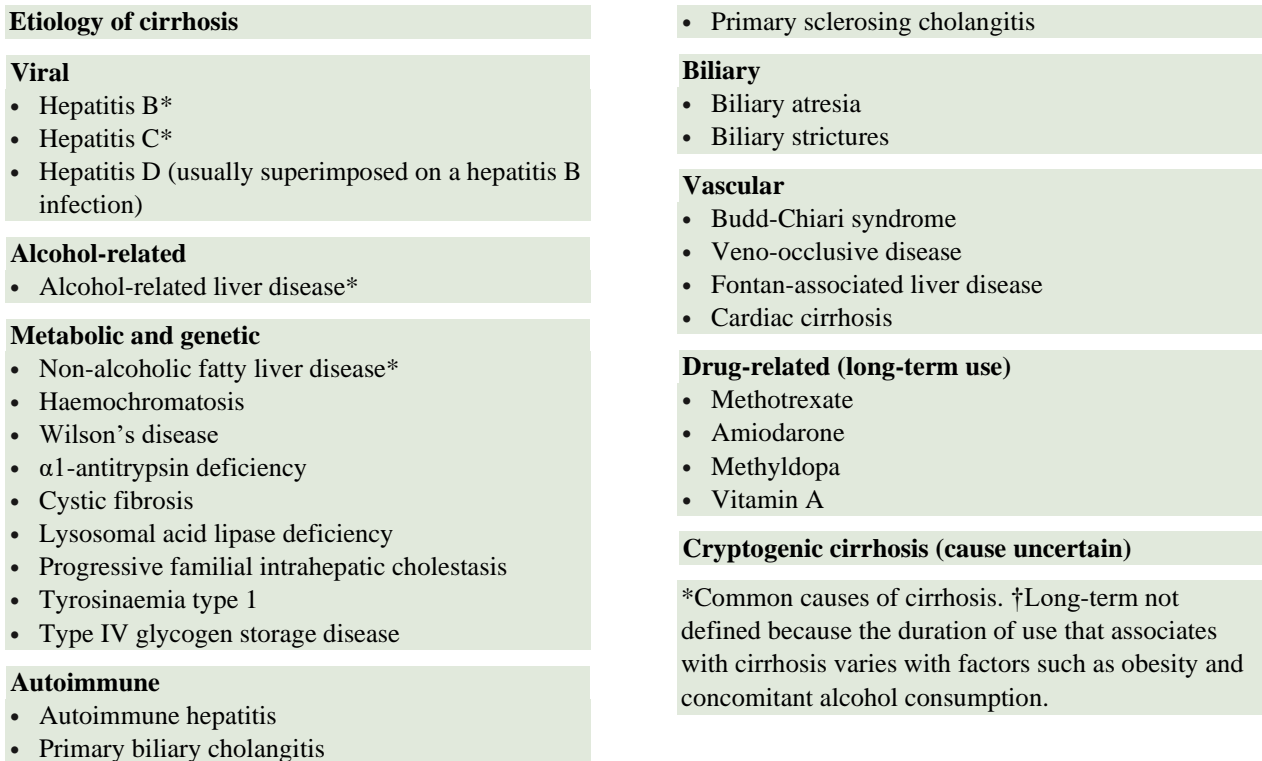 Etiology of cirrhosis
Viral
• Hepatitis B*
• Hepatitis C*
• Hepatitis D (usually superimposed on a hepatitis B
infection)
Alcohol-related
• Alcohol-related liver disease*
Metabolic and genetic
• Non-alcoholic fatty liver disease*
• Haemochromatosis
• Wilson’s disease
• α1-antitrypsin deficiency
• Cystic fibrosis
• Lysosomal acid lipase deficiency
• Progressive familial intrahepatic cholestasis
• Tyrosinaemia type 1
• Type IV glycogen storage disease
Autoimmune
• Autoimmune hepatitis
• Primary biliary cholangitis
• Primary sclerosing cholangitis
Biliary
• Biliary atresia
• Biliary strictures
Vascular
• Budd-Chiari syndrome
• Veno-occlusive disease
• Fontan-associated liver disease
• Cardiac cirrhosis
Drug-related (long-term use)
• Methotrexate
• Amiodarone
• Methyldopa
• Vitamin A
Cryptogenic cirrhosis (cause uncertain)
*Common causes of cirrhosis. †Long-term not
defined because the duration of use that associates
with cirrhosis varies with factors such as obesity and
concomitant alcohol consumption.